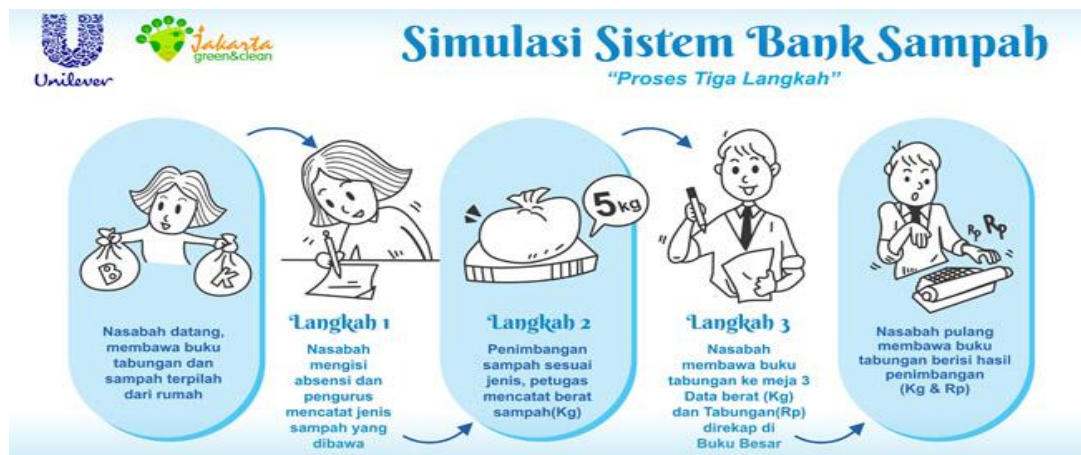 Unilever
Jakarta
green&clean
Simulasi Sistem Bank Sampah
“Proses Tiga Langkah”
B
K
Nasabah datang,
membawa buku
tabungan dan
sampah terpilah
dari rumah
Langkah 1
Nasabah
mengisi
absensi dan
pengurus
mencatat jenis
sampah yang
dibawa
5 kg
Langkah 2
Penimbangan
sampah sesuai
jenis, petugas
mencatat berat
sampah(Kg)
Langkah 3
Nasabah
membawa buku
tabungan ke meja 3
Data berat (Kg)
dan Tabungan(Rp)
direkap di
Buku Besar
Rp Rp
Nasabah pulang
membawa buku
tabungan berisi hasil
penimbangan
(Kg & Rp)